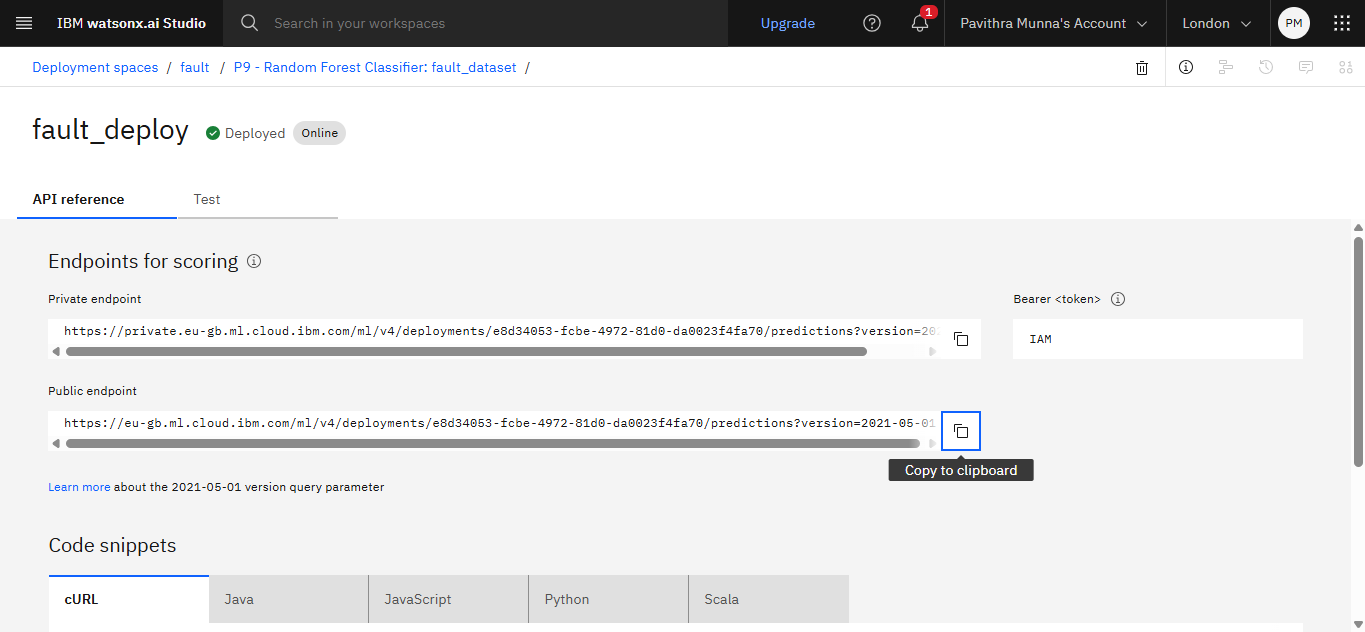 IBM watsonx.ai Studio
Search in your workspaces
Upgrade
1
Pavithra Munna's Account
London
PM
Deployment spaces / fault / P9 - Random Forest Classifier: fault_dataset /
fault_deploy
Deployed
Online
API reference
Test
Endpoints for scoring
Private endpoint
Bearer <token>
https://private.eu-gb.ml.cloud.ibm.com/ml/v4/deployments/e8d34053-fcbe-4972-81d0-da0023f4fa70/predictions?version=202
IAM
Public endpoint
https://eu-gb.ml.cloud.ibm.com/ml/v4/deployments/e8d34053-fcbe-4972-81d0-da0023f4fa70/predictions?version=2021-05-01
Copy to clipboard
Learn more about the 2021-05-01 version query parameter
Code snippets
cURL
Java
JavaScript
Python
Scala